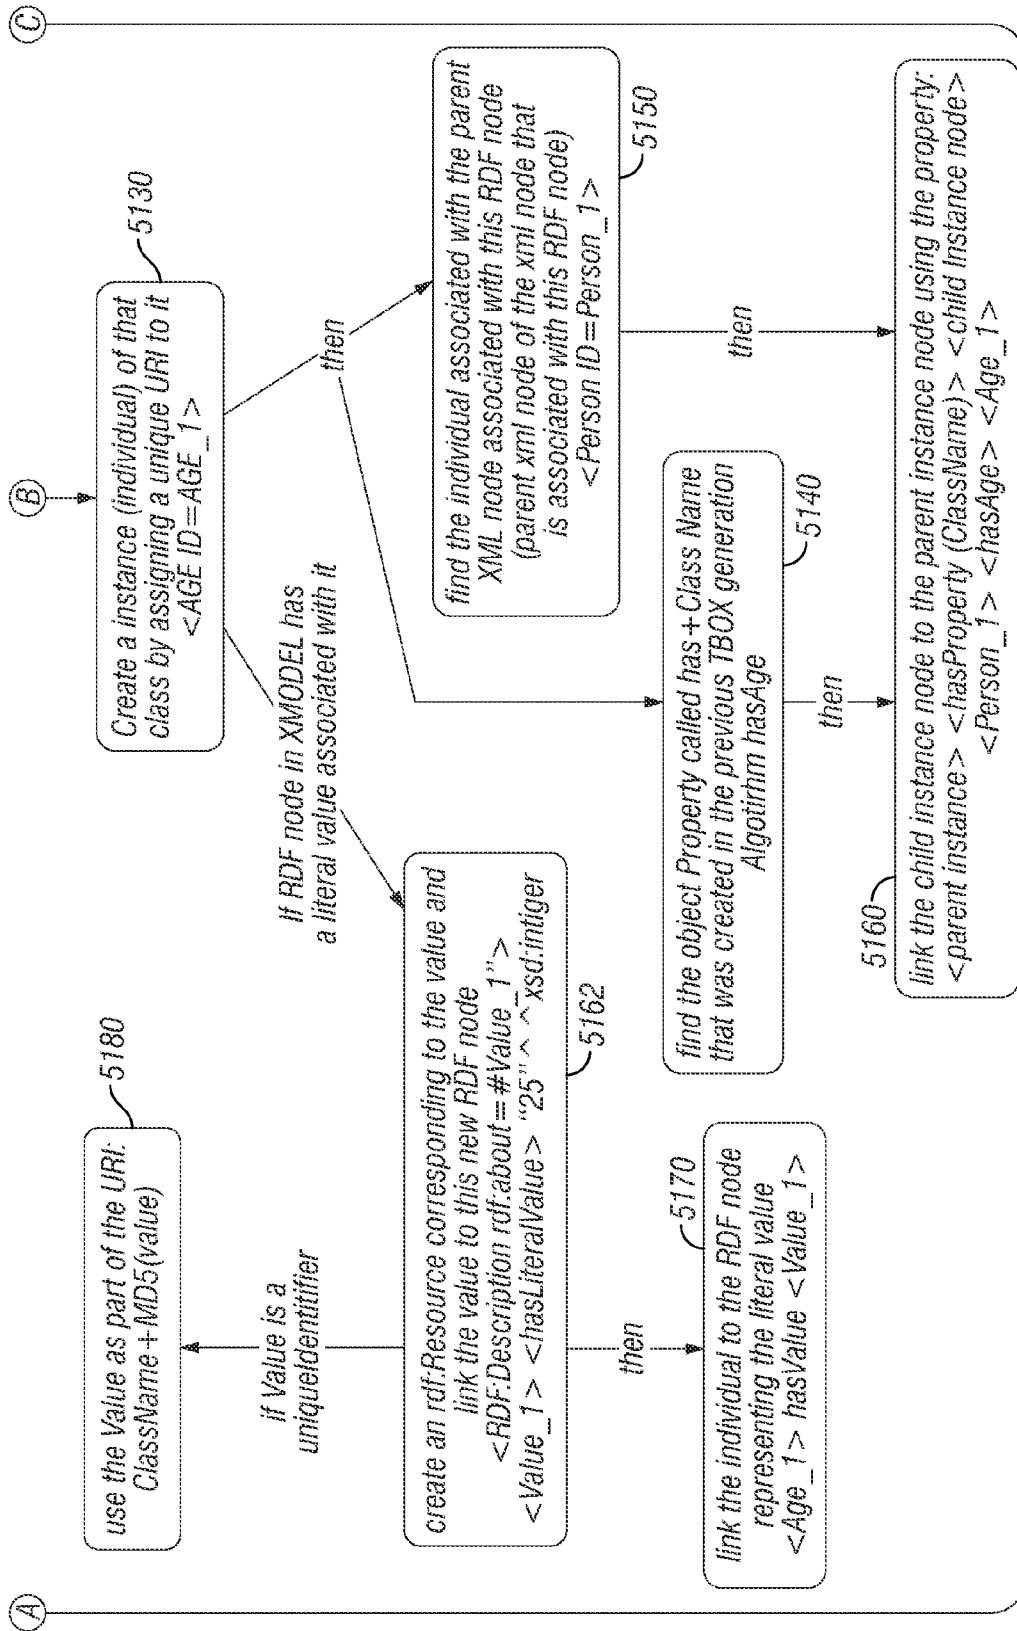 A
B
C
Create a instance (individual) of that
class by assigning a unique URI to it
<AGE ID=AGE_1>
5130
use the Value as part of the URI:
ClassName+MD5(value)
5180
If RDF node in XMODEL has
a literal value associated with it
then
if Value is a
uniqueIdentitifier
create an rdf:Resource corresponding to the value and
link the value to this new RDF node
<RDF:Description rdf:about=#Value_1">
<Value_1> <hasLiteralValue> "25"^ ^xsd:intiger
5162
find the individual associated with the parent
XML node associated with this RDF node
(parent xml node of the xml node that
is associated with this RDF node)
<Person ID=Person_1>
5150
then
5170
link the individual to the RDF node
representing the literal value
<Age_1> hasValue <Value_1>
find the object Property called has+Class Name
that was created in the previous TBOX generation
Algotirhm hasAge
5140
then
then
5160
link the child instance node to the parent instance node using the property:
<parent instance> <hasProperty (ClassName)> <child Instance node>
<Person_1> <hasAge> <Age_1>